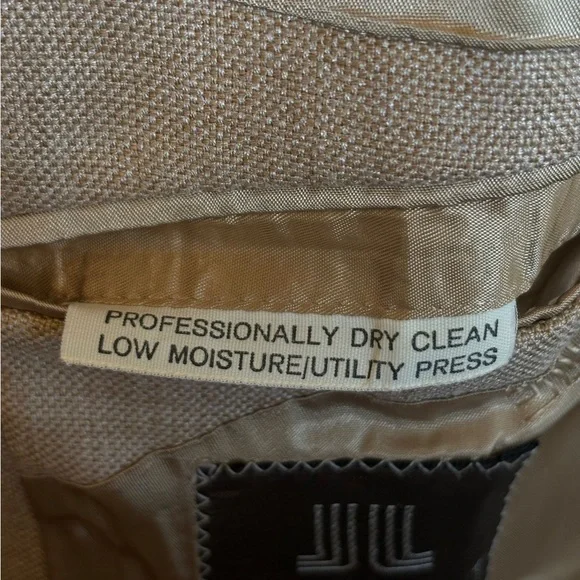 PROFESSIONALLY DRY CLEAN
LOW MOISTURE/UTILITY PRESS